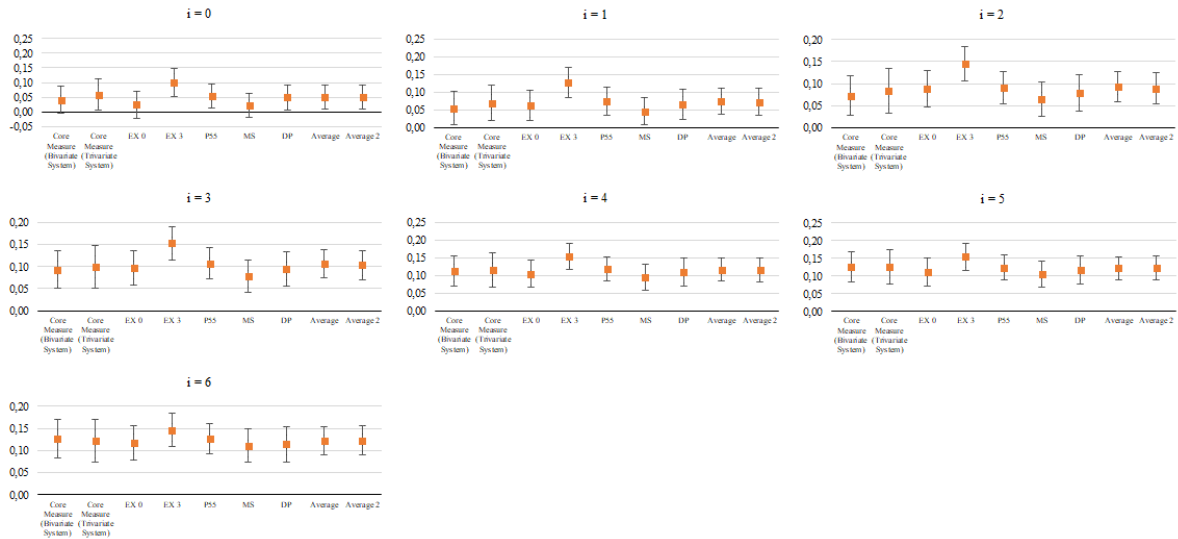 i = 0
0,25
0,20
0,15
0,10
0,05
0,00
-0,05
Core Measure (Bivariate System)
Core Measure (Trivariate System)
EX 0
EX 3
P55
MS
DP
Average
Average 2
i = 1
0,25
0,20
0,15
0,10
0,05
0,00
Core Measure (Bivariate System)
Core Measure (Trivariate System)
EX 0
EX 3
P55
MS
DP
Average
Average 2
i = 2
0,20
0,15
0,10
0,05
0,00
Core Measure (Bivariate System)
Core Measure (Trivariate System)
EX 0
EX 3
P55
MS
DP
Average
Average 2
i = 3
0,20
0,15
0,10
0,05
0,00
Core Measure (Bivariate System)
Core Measure (Trivariate System)
EX 0
EX 3
P55
MS
DP
Average
Average 2
i = 4
0,25
0,20
0,15
0,10
0,05
0,00
Core Measure (Bivariate System)
Core Measure (Trivariate System)
EX 0
EX 3
P55
MS
DP
Average
Average 2
i = 5
0,25
0,20
0,15
0,10
0,05
0,00
Core Measure (Bivariate System)
Core Measure (Trivariate System)
EX 0
EX 3
P55
MS
DP
Average
Average 2
i = 6
0,20
0,15
0,10
0,05
0,00
Core Measure (Bivariate System)
Core Measure (Trivariate System)
EX 0
EX 3
P55
MS
DP
Average
Average 2